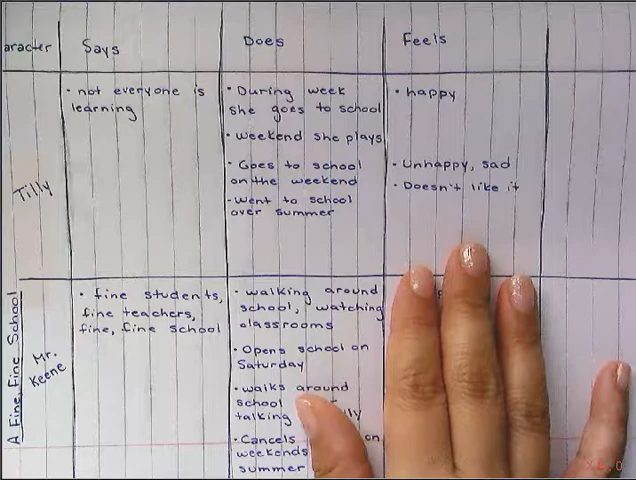 aracter
Says
Does
Feels
Tilly
• not everyone is
learning
• During week
she goes to school
• weekend she plays
• Goes to school
on the weekend
• Went to school
over summer
• happy
• Unhappy, sad
• Doesn't like it
A Fine, Fine School
Mr.
Keene
• fine students,
fine teachers,
fine, fine school
• walking around
school, watching
classrooms
• Opens school on
Saturday
• walks around
school
talking
• Cancels on
weekends
summer